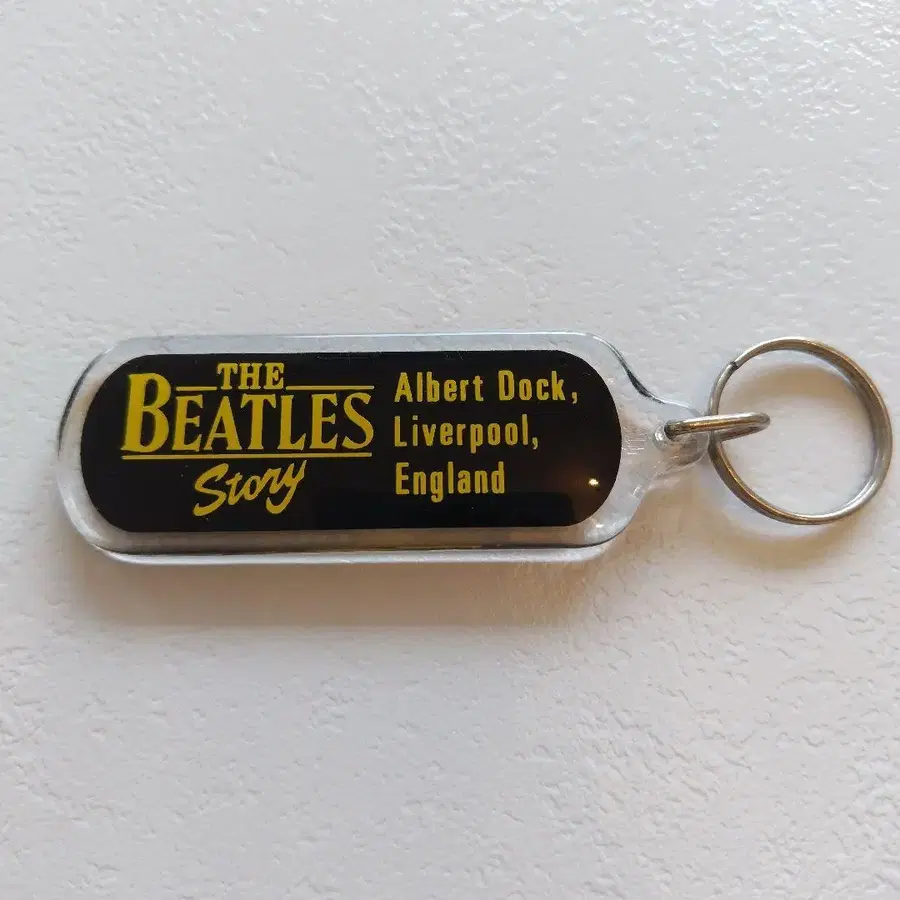 THE
BEATLES
Story
Albert Dock,
Liverpool,
England